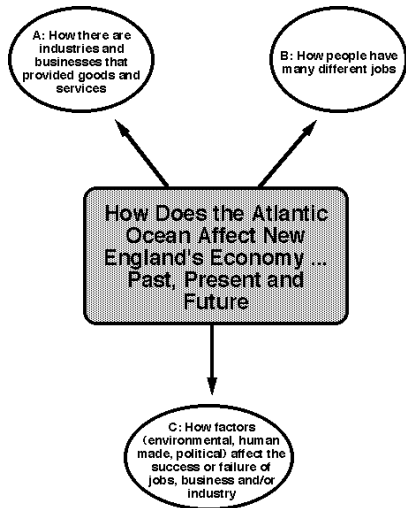 A: How there are
industries and
businesses that
provided goods and
services
B: How people have
many different jobs
How Does the Atlantic
Ocean Affect New
England's Economy ...
Past, Present and
Future
C: How factors
(environmental, human
made, political) affect the
success or failure of
jobs, business and/or
industry